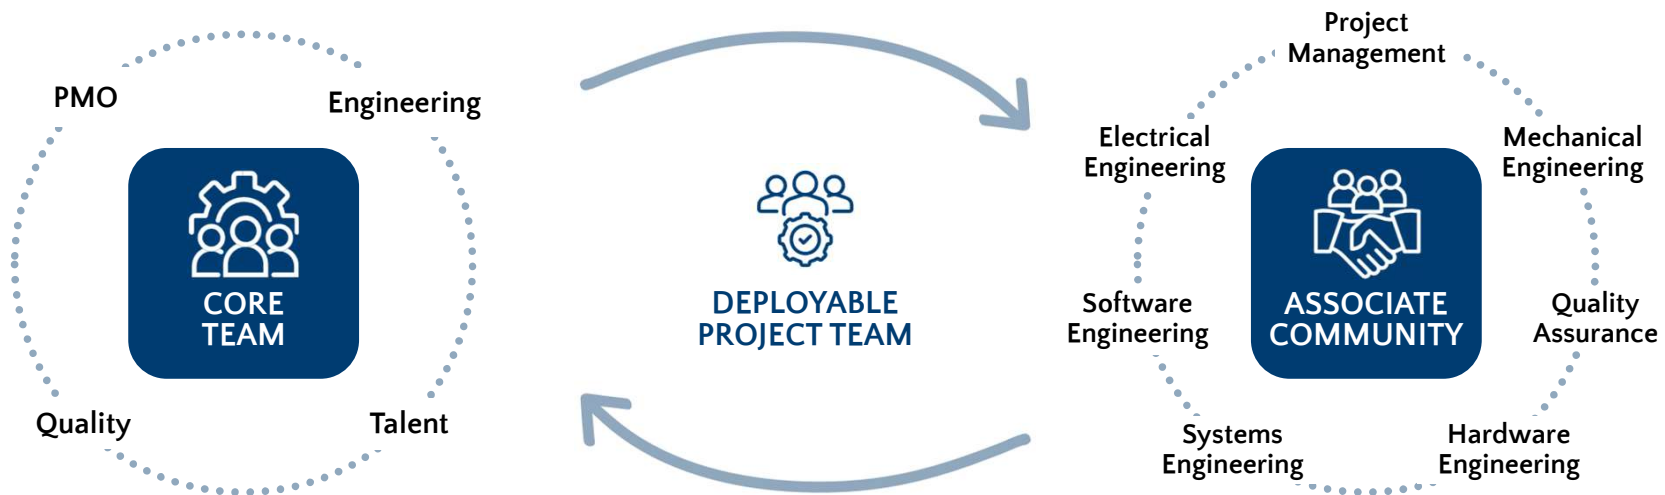 PMO
Engineering
CORE
TEAM
Quality
Talent
DEPLOYABLE
PROJECT TEAM
Project
Management
Electrical
Engineering
Mechanical
Engineering
ASSOCIATE
COMMUNITY
Software
Engineering
Quality
Assurance
Systems
Engineering
Hardware
Engineering